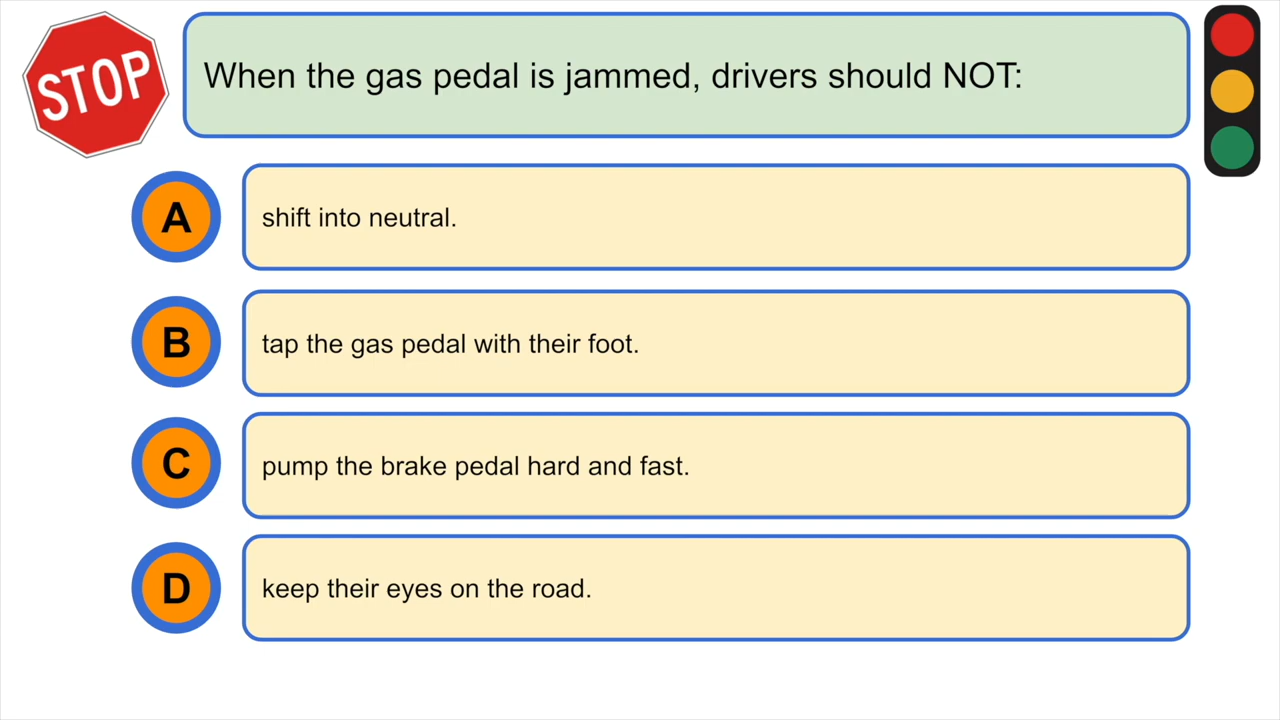 STOP
When the gas pedal is jammed, drivers should NOT:
A
shift into neutral.
B
tap the gas pedal with their foot.
C
pump the brake pedal hard and fast.
D
keep their eyes on the road.